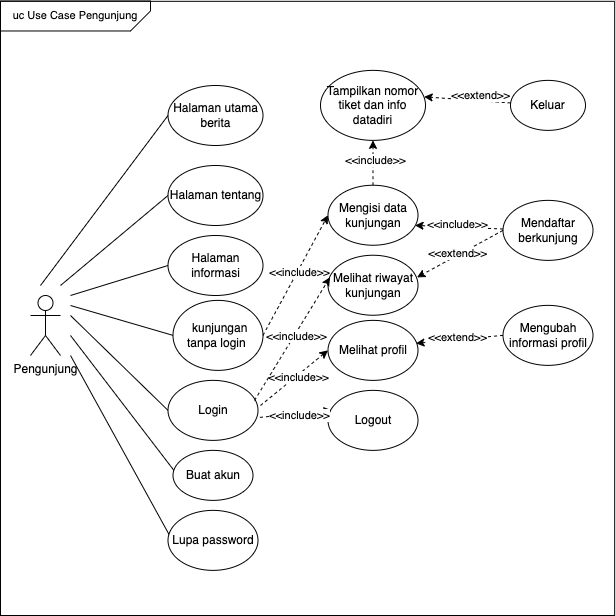 uc Use Case Pengunjung
Halaman utama
berita
Halaman tentang
Halaman
informasi
kunjungan
tanpa login
Login
Buat akun
Lupa password
Pengunjung
Tampilkan nomor
tiket dan info
datadiri
<<extend>>
Keluar
<<include>>
Mengisi data
kunjungan
<<include>>
Mendaftar
berkunjung
<<extend>>
<<include>>
Melihat riwayat
kunjungan
<<include>>
Melihat profil
<<extend>>
Mengubah
informasi profil
<<include>>
<<include>>
Logout